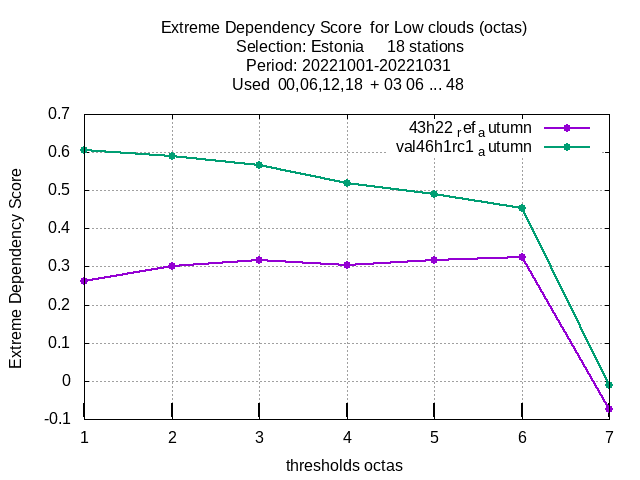 Extreme Dependency Score  for Low clouds (octas)
Selection: Estonia     18 stations
Period: 20221001-20221031
Used  00,06,12,18  + 03 06 ... 48
43h22 ref autumn
val46h1rc1 autumn
Extreme Dependency Score
0.7
0.6
0.5
0.4
0.3
0.2
0.1
0
-0.1
1 2 3 4 5 6 7
thresholds octas